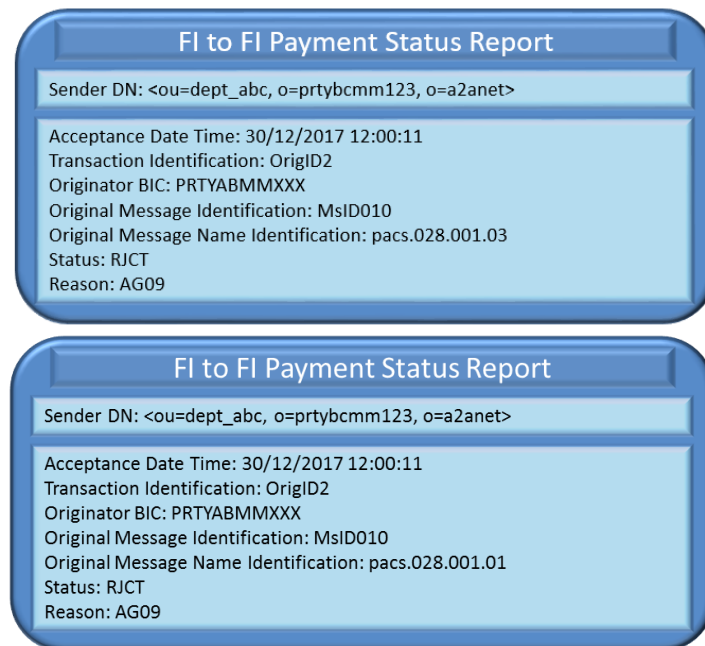 FI to FI Payment Status Report
Sender DN: <ou=dept_abc, o=prtybcmm123, o=a2anet>
Acceptance Date Time: 30/12/2017 12:00:11
Transaction Identification: OrigID2
Originator BIC: PRTYABMMXXX
Original Message Identification: MsID010
Original Message Name Identification: pacs.028.001.03
Status: RJCT
Reason: AG09
FI to FI Payment Status Report
Sender DN: <ou=dept_abc, o=prtybcmm123, o=a2anet>
Acceptance Date Time: 30/12/2017 12:00:11
Transaction Identification: OrigID2
Originator BIC: PRTYABMMXXX
Original Message Identification: MsID010
Original Message Name Identification: pacs.028.001.01
Status: RJCT
Reason: AG09